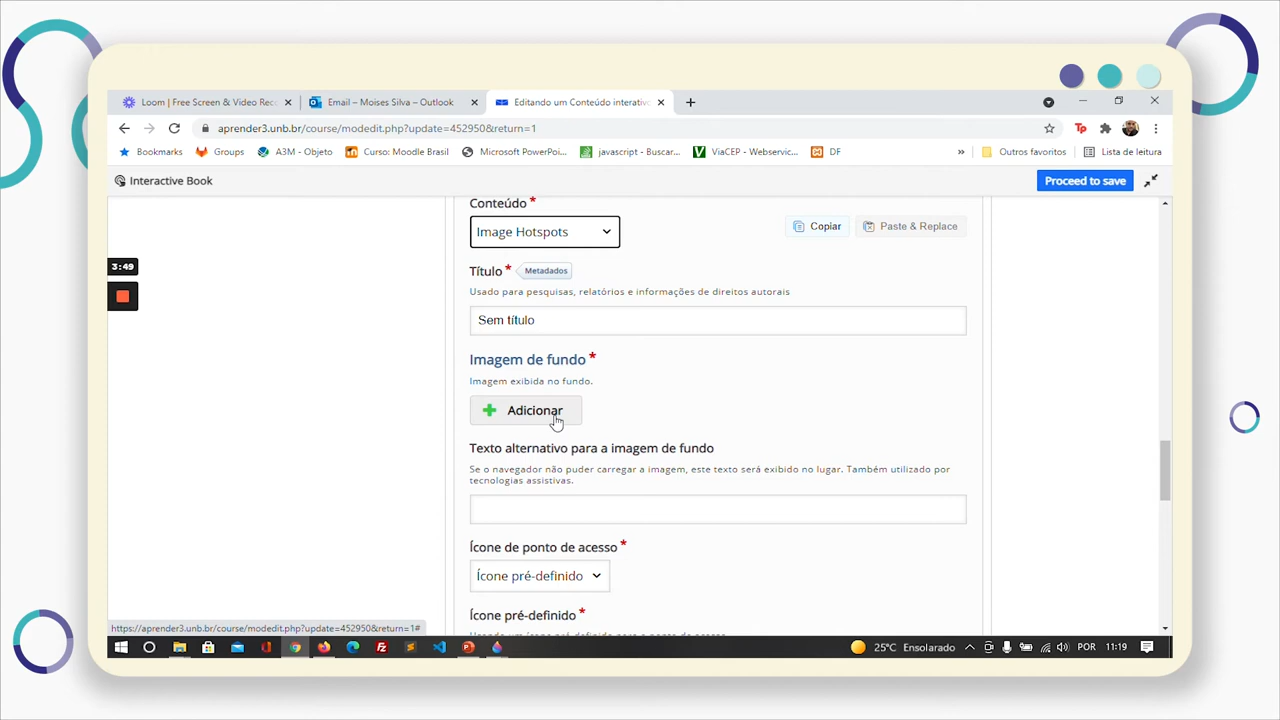 Loom | Free Screen & Video Rec
Email – Moises Silva – Outlook
Editando um Conteúdo interativo
aprender3.unb.br/course/modedit.php?update=452950&return=1
Tp
Bookmarks
Groups
A3M - Objeto
Curso: Moodle Brasil
Microsoft PowerPoi...
javascript - Buscar...
ViaCEP - Webservic...
DF
»
Outros favoritos
Lista de leitura
Interactive Book
Proceed to save
Conteúdo *
Image Hotspots
Copiar
Paste & Replace
3:49
Título * Metadados
Usado para pesquisas, relatórios e informações de direitos autorais
Sem título
Imagem de fundo *
Imagem exibida no fundo.
Adicionar
Texto alternativo para a imagem de fundo
Se o navegador não puder carregar a imagem, este texto será exibido no lugar. Também utilizado por
tecnologias assistivas.
Ícone de ponto de acesso *
Ícone pré-definido
Ícone pré-definido *
https://aprender3.unb.br/course/modedit.php?update=452950&return=1#
25°C Ensolarado
POR
11:19